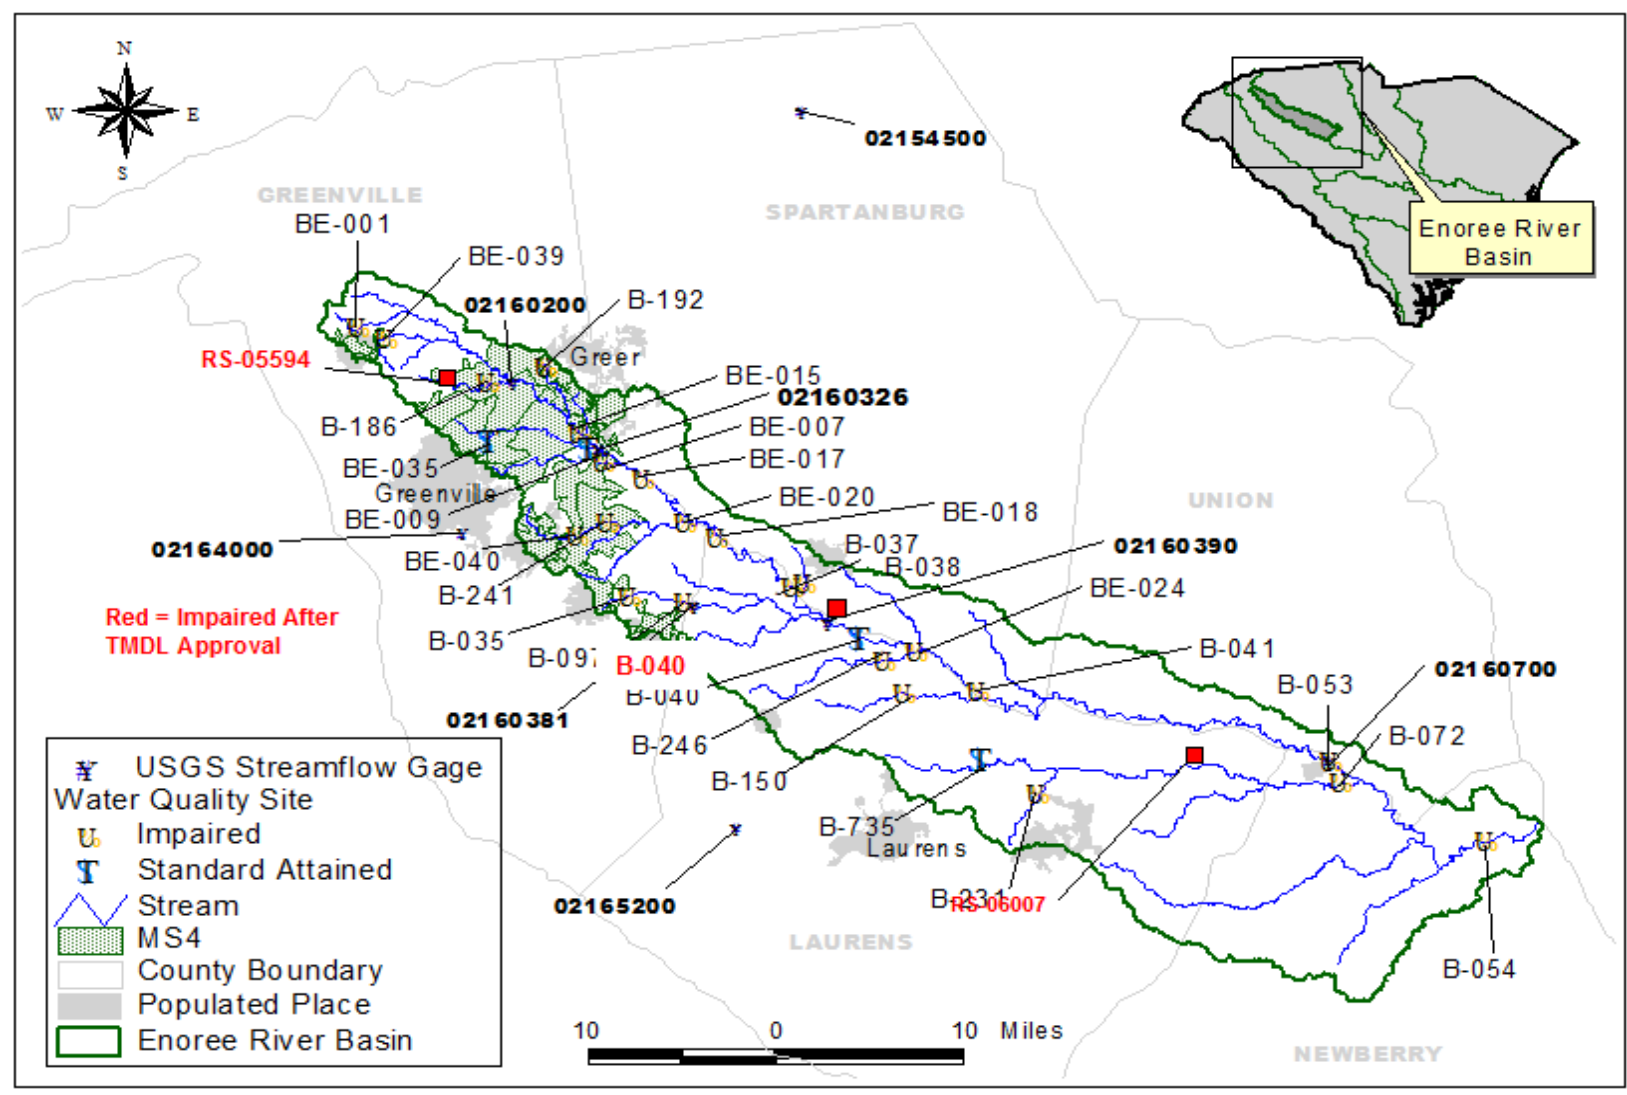 N
W
E
S
02154500
GREENVILLE
SPARTANBURG
Enoree River
Basin
BE-001
BE-039
02160200
B-192
RS-05594
Greer
BE-015
02160326
B-186
BE-007
BE-035
BE-017
Greenville
BE-020
UNION
BE-009
BE-018
02164000
BE-040
B-037
02160390
B-038
B-241
BE-024
Red = Impaired After
TMDL Approval
B-035
B-041
B-097
B-040
02160700
B-040
B-053
02160381
B-246
B-072
B-150
B-735
Laurens
B-231
RS-06007
02165200
LAURENS
B-054
USGS Streamflow Gage
Water Quality Site
Impaired
Standard Attained
Stream
MS4
County Boundary
Populated Place
Enoree River Basin
10 0 10 Miles
NEWBERRY